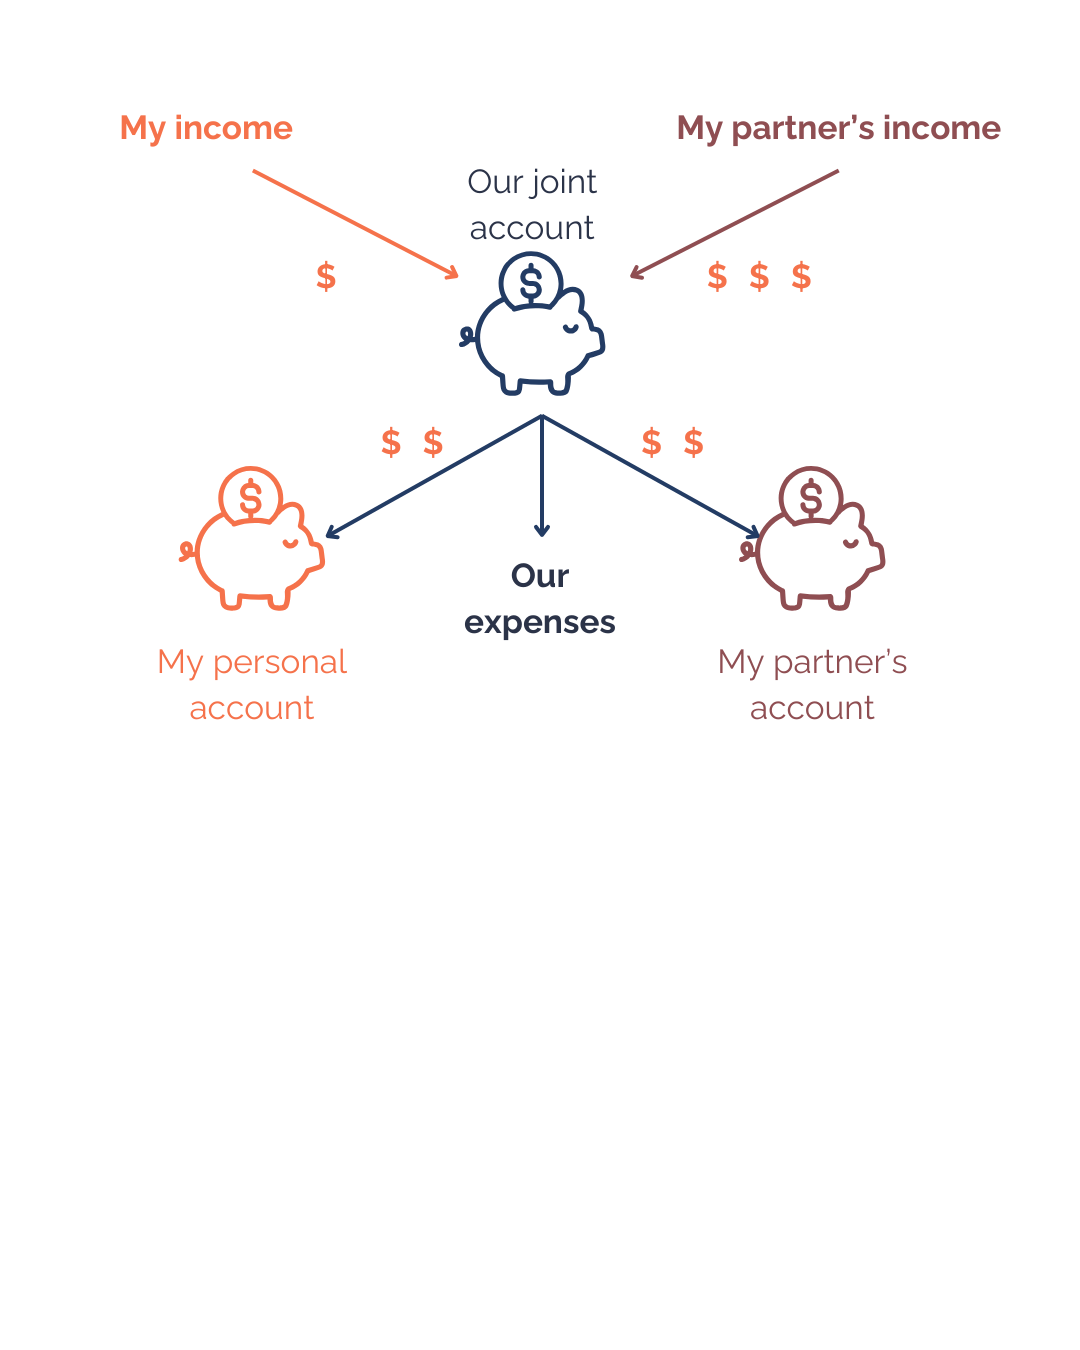 My income
My partner’s income
Our joint
account
$
$
$ $ $
$
$ $
$ $
$
$
Our
expenses
My personal
account
My partner’s
account